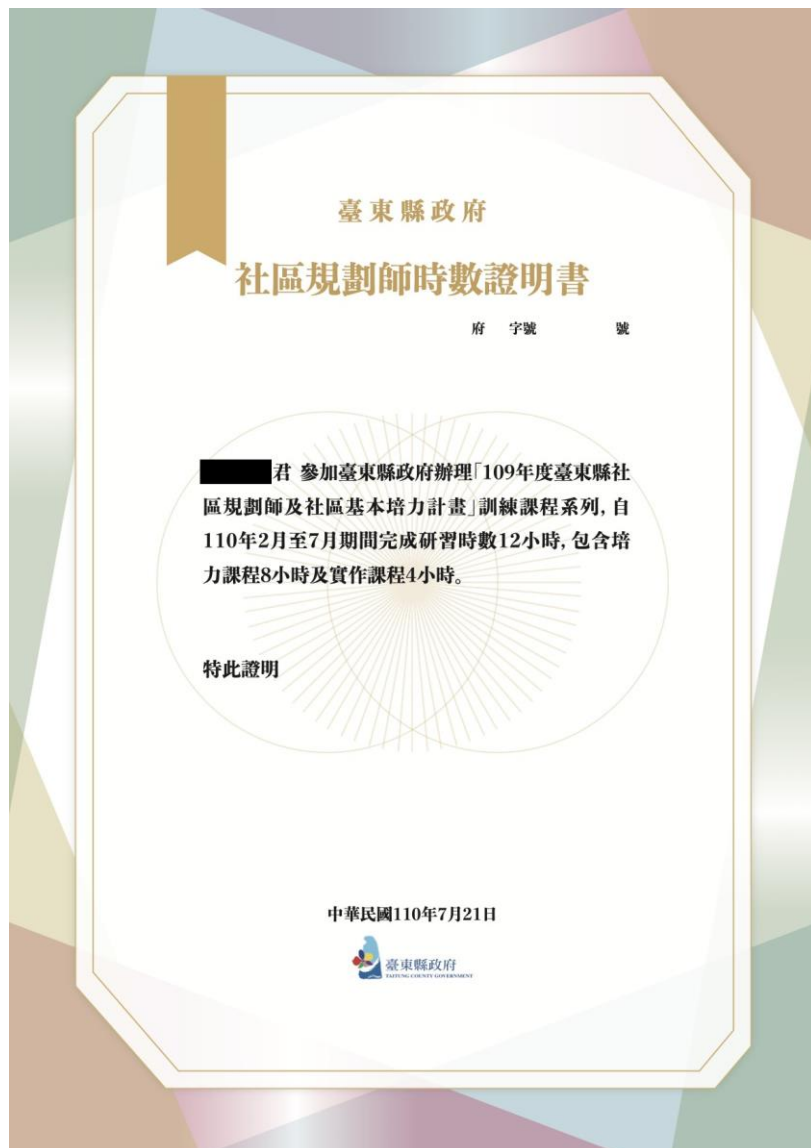 臺東縣政府
社區規劃師時數證明書
府 字號 號
君 參加臺東縣政府辦理「109年度臺東縣社
區規劃師及社區基本培力計畫」訓練課程系列, 自
110年2月至7月期間完成研習時數12小時, 包含培
力課程8小時及實作課程4小時。
特此證明
中華民國110年7月21日
臺東縣政府
TAITUNG COUNTY GOVERNMENT